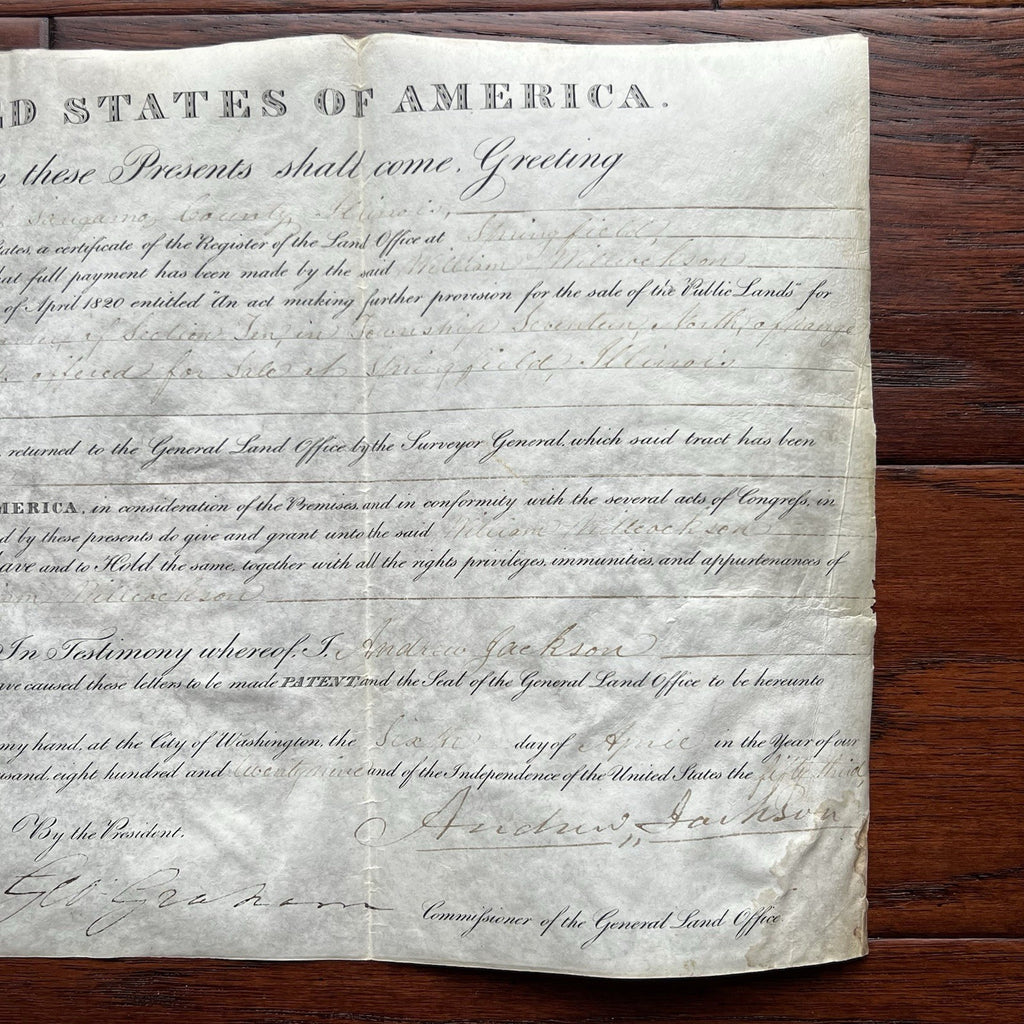 D STATES OF AMERICA.
these Presents shall come, Greeting
Sangamo, County, Illinois,
ates, a certificate of the Register of the Land Office at Springfield,
at full payment has been made by the said William Willcockson
of April 1820 entitled "An act making further provision for the sale of the Public Lands" for
of Section Ten, in Township Seventeen, North, of Range
offered for Sale at Springfield, Illinois
returned to the General Land Office by the Surveyor General, which said tract has been
MERICA, in consideration of the Premises, and in conformity with the several acts of Congreſs, in
d by these presents do give and grant unto the said William Willcockson
ave and to Hold the same, together with all the rights privileges, immunities, and appurtenances of
am Willcockson
In Testimony whereof, I, Andrew Jackson
ave caused these letters to be made PATENT and the Seal of the General Land Office to be hereunto
my hand, at the City of Washington, the Sixth day of April in the Year of our
ousand, eight hundred and twenty nine and of the Independence of the United States the fifty third
By the President. Andrew Jackson
Geo: Graham Commiſsioner of the General Land Office